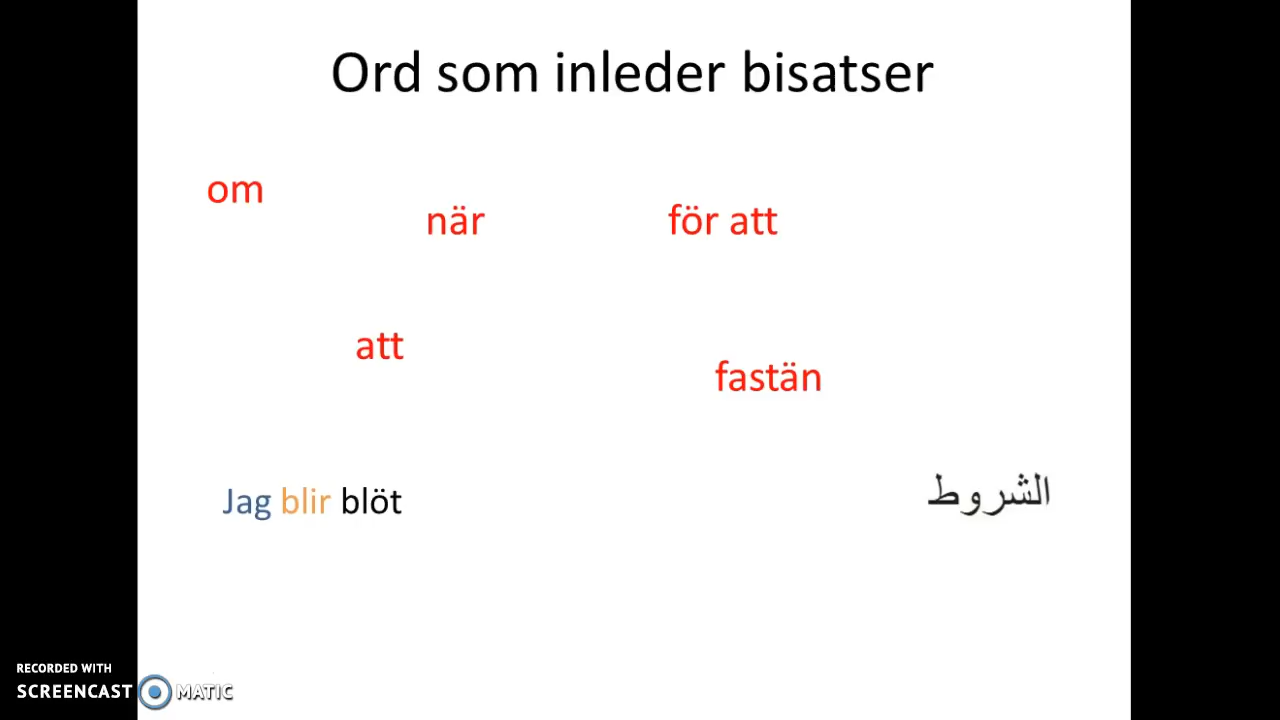 Ord som inleder bisatser
om
när
för att
att
fastän
Jag blir blöt
الشروط
RECORDED WITH
SCREENCAST MATIC